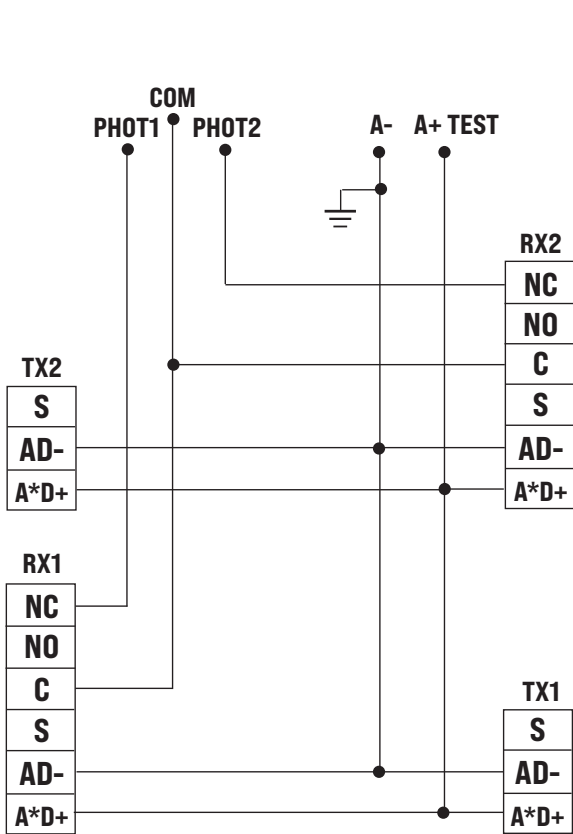 COM
PHOT1 PHOT2
A- A+ TEST
RX2
NC
NO
C
S
AD-
A*D+
TX2
S
AD-
A*D+
RX1
NC
NO
C
S
AD-
A*D+
TX1
S
AD-
A*D+